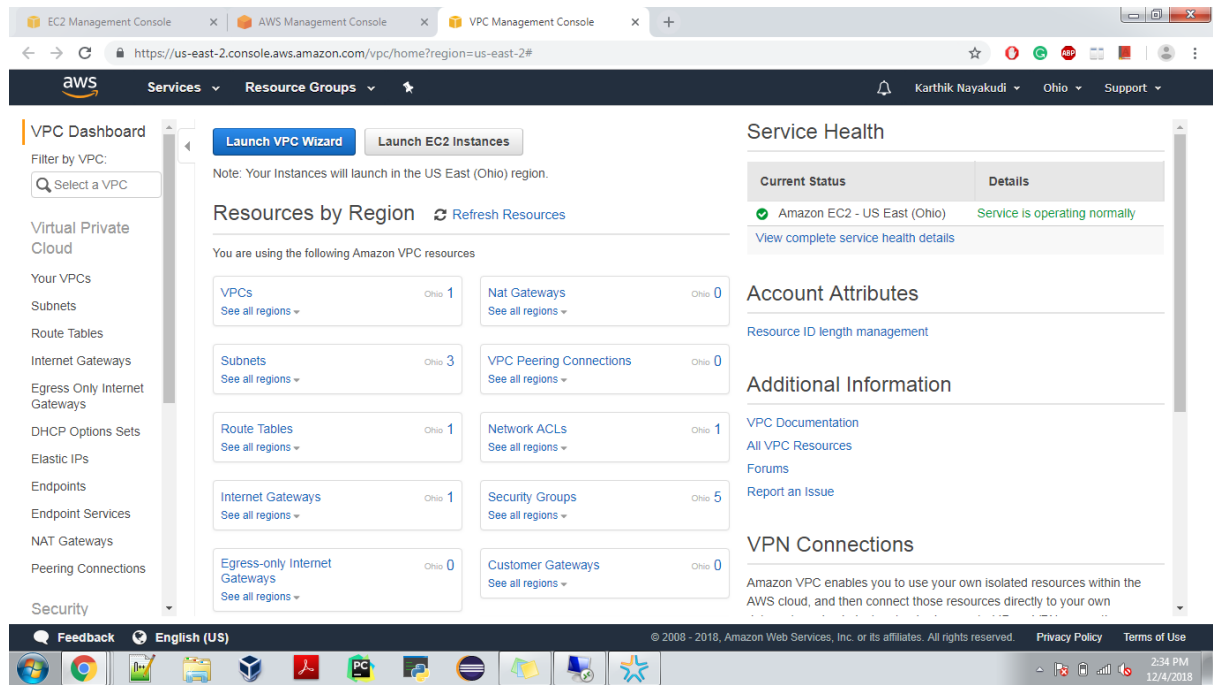 EC2 Management Console
AWS Management Console
VPC Management Console
https://us-east-2.console.aws.amazon.com/vpc/home?region=us-east-2#
ABP
aws
Services
Resource Groups
Karthik Nayakudi
Ohio
Support
VPC Dashboard
Filter by VPC:
Select a VPC
Virtual Private
Cloud
Your VPCs
Subnets
Route Tables
Internet Gateways
Egress Only Internet
Gateways
DHCP Options Sets
Elastic IPs
Endpoints
Endpoint Services
NAT Gateways
Peering Connections
Security
Launch VPC Wizard
Launch EC2 Instances
Note: Your Instances will launch in the US East (Ohio) region.
Resources by Region
Refresh Resources
You are using the following Amazon VPC resources
VPCs Ohio 1
See all regions
Nat Gateways Ohio 0
See all regions
Subnets Ohio 3
See all regions
VPC Peering Connections Ohio 0
See all regions
Route Tables Ohio 1
See all regions
Network ACLs Ohio 1
See all regions
Internet Gateways Ohio 1
See all regions
Security Groups Ohio 5
See all regions
Egress-only Internet Ohio 0
Gateways
See all regions
Customer Gateways Ohio 0
See all regions
Service Health
Current Status Details
Amazon EC2 - US East (Ohio) Service is operating normally
View complete service health details
Account Attributes
Resource ID length management
Additional Information
VPC Documentation
All VPC Resources
Forums
Report an Issue
VPN Connections
Amazon VPC enables you to use your own isolated resources within the
AWS cloud, and then connect those resources directly to your own
Feedback
English (US)
© 2008 - 2018, Amazon Web Services, Inc. or its affiliates. All rights reserved.
Privacy Policy
Terms of Use
PC
2:34 PM
12/4/2018